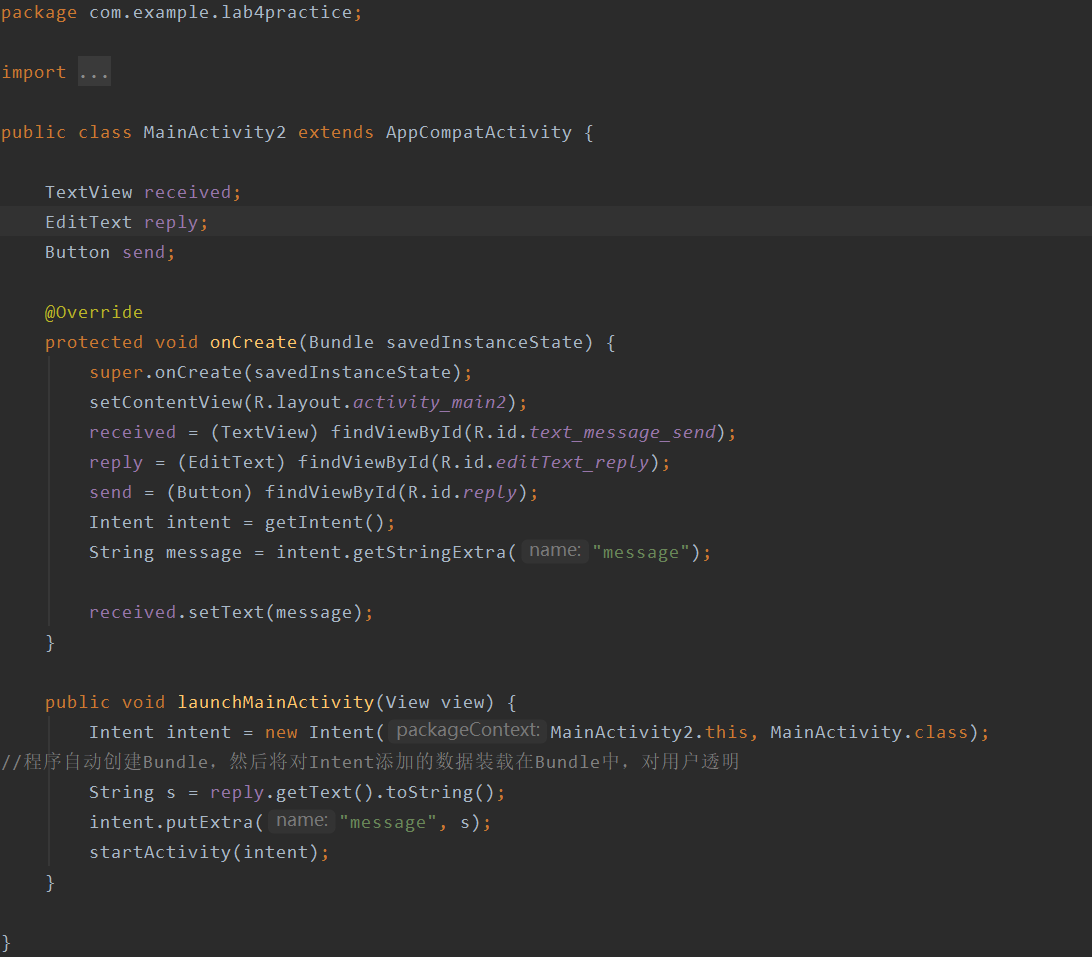 package com.example.lab4practice;
import ...
public class MainActivity2 extends AppCompatActivity {
TextView received;
EditText reply;
Button send;
@Override
protected void onCreate(Bundle savedInstanceState) {
super.onCreate(savedInstanceState);
setContentView(R.layout.activity_main2);
received = (TextView) findViewById(R.id.text_message_send);
reply = (EditText) findViewById(R.id.editText_reply);
send = (Button) findViewById(R.id.reply);
Intent intent = getIntent();
String message = intent.getStringExtra( name: "message");
received.setText(message);
}
public void launchMainActivity(View view) {
Intent intent = new Intent( packageContext: MainActivity2.this, MainActivity.class);
//程序自动创建Bundle，然后将对Intent添加的数据装载在Bundle中，对用户透明
String s = reply.getText().toString();
intent.putExtra( name: "message", s);
startActivity(intent);
}
}